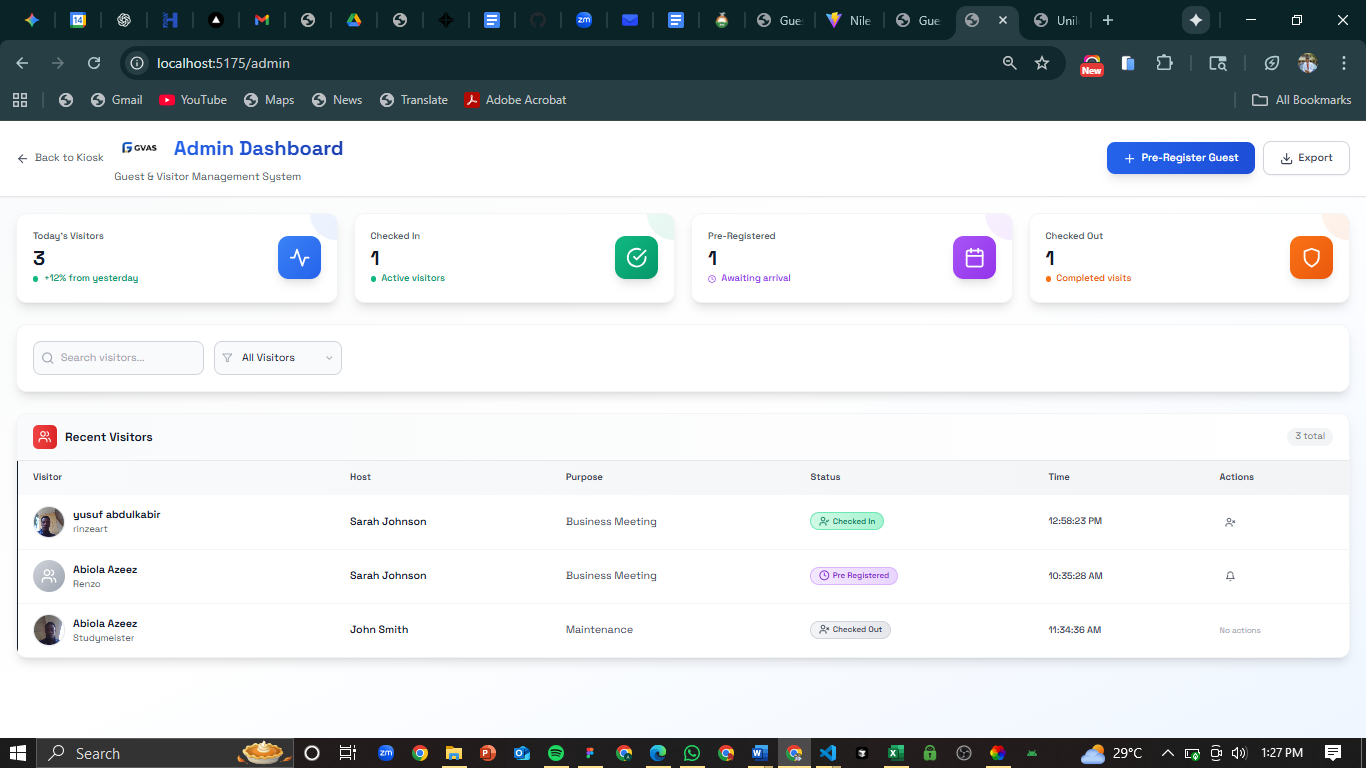 14
zm
Gue
Nile
Gue
Unil
localhost:5175/admin
New
Gmail
YouTube
Maps
News
Translate
Adobe Acrobat
All Bookmarks
Back to Kiosk
GVAS
Admin Dashboard
Guest & Visitor Management System
Pre-Register Guest
Export
Today's Visitors
3
+12% from yesterday
Checked In
1
Active visitors
Pre-Registered
1
Awaiting arrival
Checked Out
1
Completed visits
Search visitors...
All Visitors
Recent Visitors
3 total
Visitor Host Purpose Status Time Actions
yusuf abdulkabir
rinzeart
Sarah Johnson
Business Meeting
Checked In
12:58:23 PM
Abiola Azeez
Renzo
Sarah Johnson
Business Meeting
Pre Registered
10:35:28 AM
Abiola Azeez
Studymeister
John Smith
Maintenance
Checked Out
11:34:36 AM
No actions
Search
zm
29°C
1:27 PM